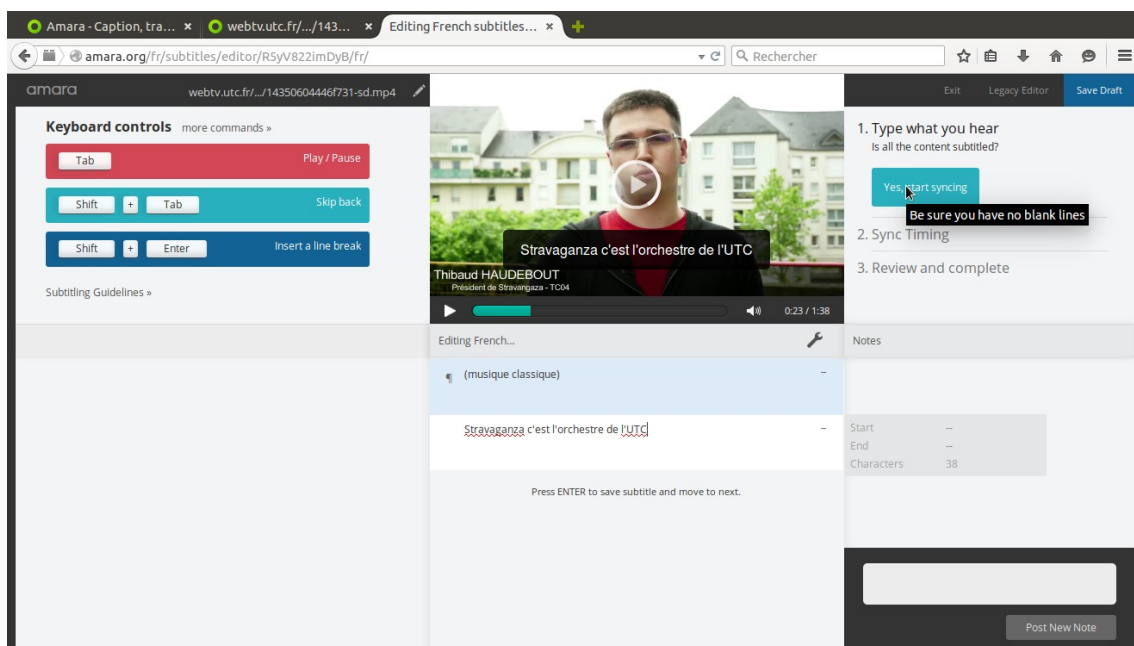 Amara - Caption, tra... ×
webtv.utc.fr/.../143... ×
Editing French subtitles... ×
amara.org/fr/subtitles/editor/R5yV822imDyB/fr/
Rechercher
amara
webtv.utc.fr/.../14350604446f731-sd.mp4
Exit
Legacy Editor
Save Draft
Keyboard controls more commands »
Tab Play / Pause
Shift + Tab Skip back
Shift + Enter Insert a line break
Subtitling Guidelines »
Stravaganza c'est l'orchestre de l'UTC
Thibaud HAUDEBOUT
Président de Stravangaza - TC04
0:23 / 1:38
1. Type what you hear
Is all the content subtitled?
Yes, start syncing
Be sure you have no blank lines
2. Sync Timing
3. Review and complete
Editing French...
Notes
¶ (musique classique) --
Stravaganza c'est l'orchestre de l'UTC --
Press ENTER to save subtitle and move to next.
Start --
End --
Characters 38
Post New Note